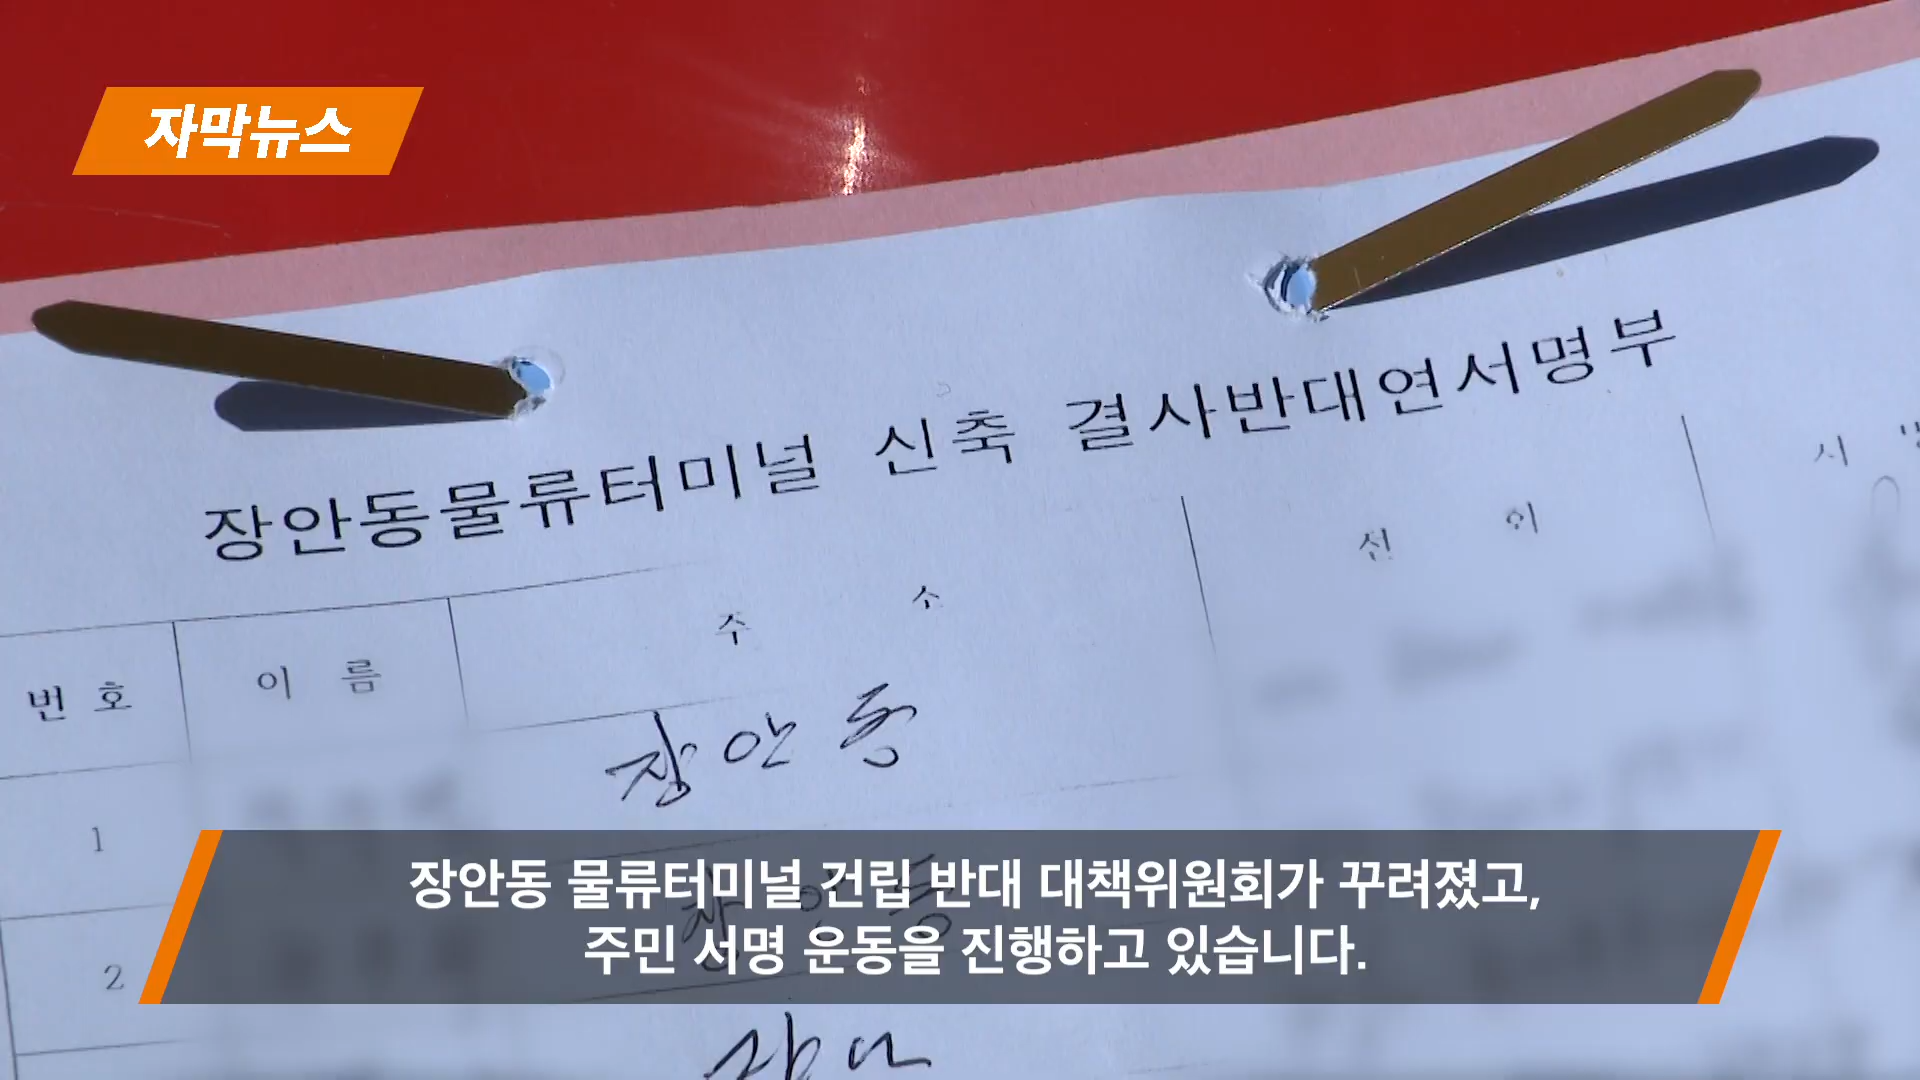 자막뉴스
장안동물류터미널 신축 결사반대연서명부
번 호 이 름 주 소 서
1 장안동
2
장안동 물류터미널 건립 반대 대책위원회가 꾸려졌고,
주민 서명 운동을 진행하고 있습니다.